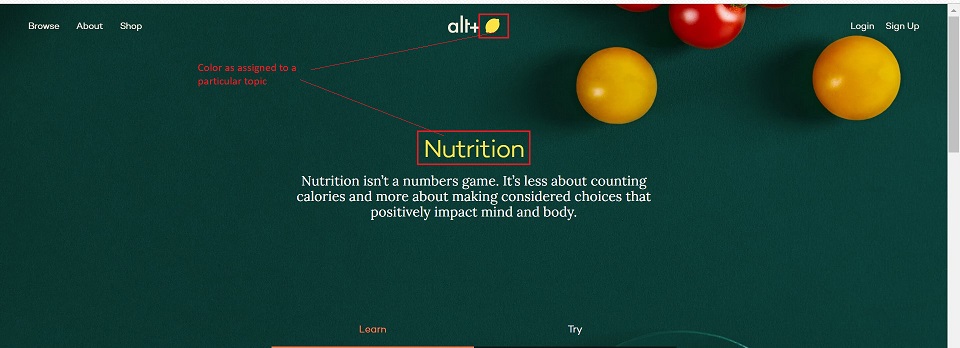 Browse About Shop
alt+
Login Sign Up
Color as assigned to a
particular topic
Nutrition
Nutrition isn't a numbers game. It's less about counting
calories and more about making considered choices that
positively impact mind and body.
Learn
Try